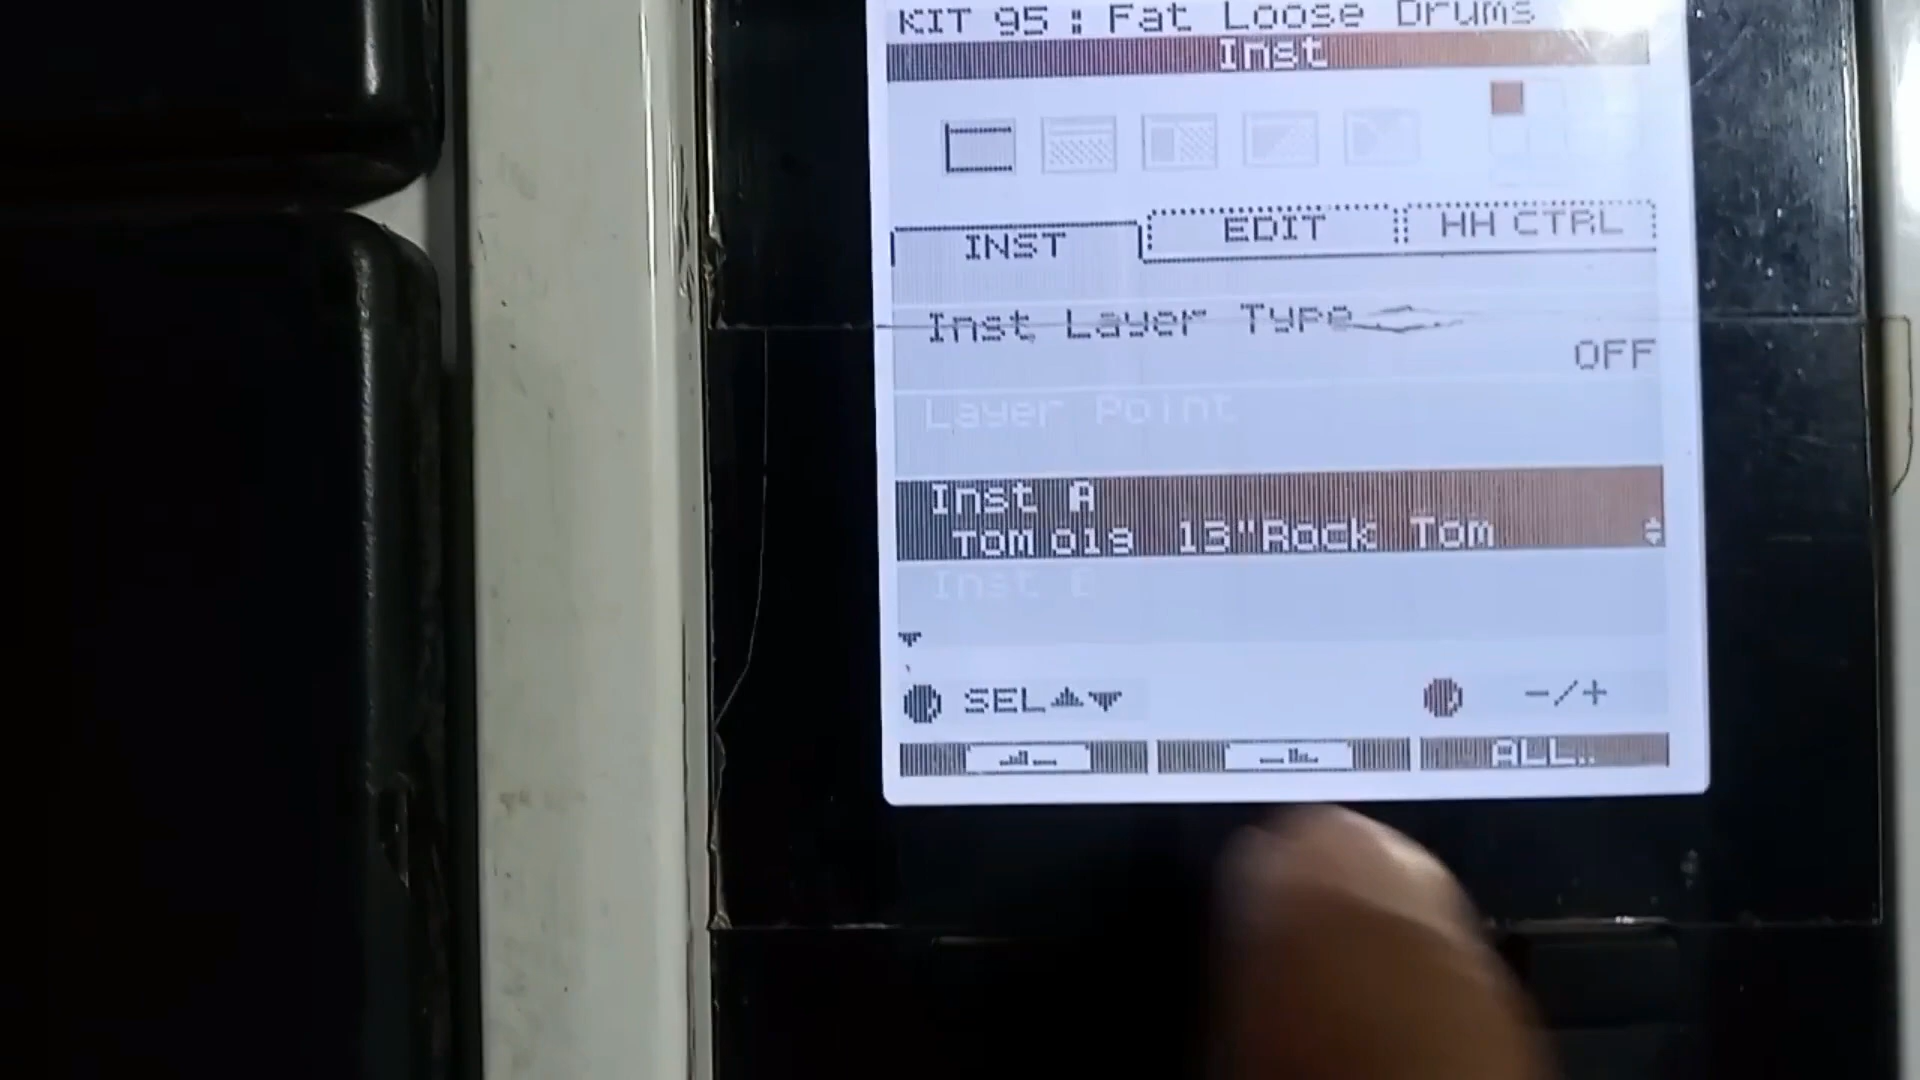 KIT 95 : Fat Loose Drums
Inst
INST EDIT HH CTRL
Inst Layer Type
OFF
Layer Point
Inst A
TOM 018 13"Rock Tom
Inst B
SEL▲▼ -/+
ALL..